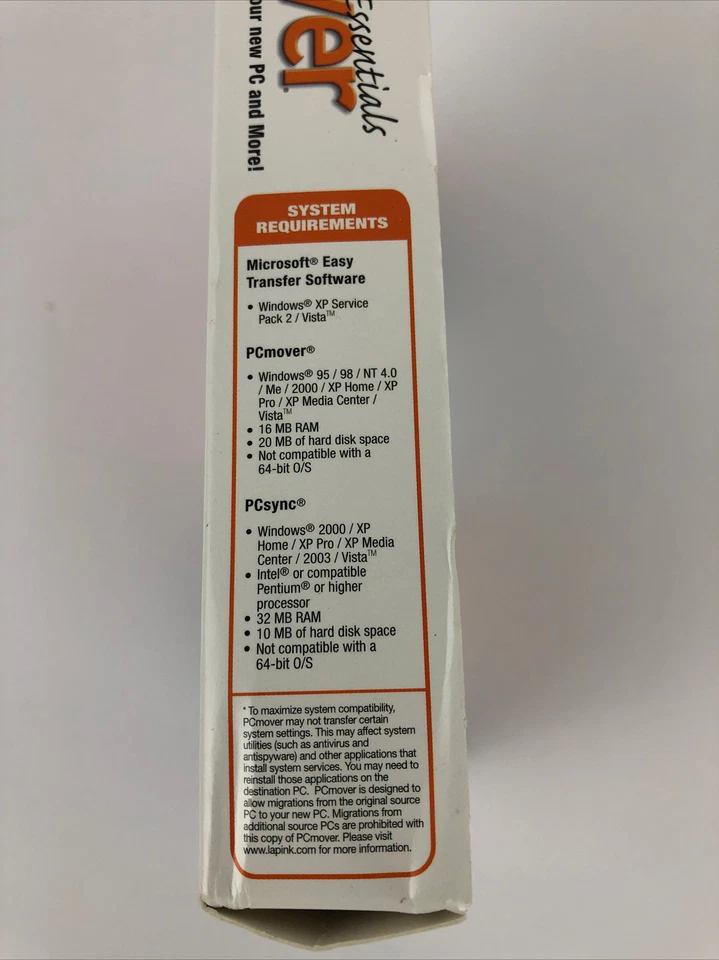 Essentials
ver®
our new PC and More!
SYSTEM
REQUIREMENTS
Microsoft® Easy
Transfer Software
• Windows® XP Service
Pack 2 / Vista™
PCmover®
• Windows® 95 / 98 / NT 4.0
/ Me / 2000 / XP Home / XP
Pro / XP Media Center /
Vista™
• 16 MB RAM
• 20 MB of hard disk space
• Not compatible with a
64-bit O/S
PCsync®
• Windows® 2000 / XP
Home / XP Pro / XP Media
Center / 2003 / Vista™
• Intel® or compatible
Pentium® or higher
processor
• 32 MB RAM
• 10 MB of hard disk space
• Not compatible with a
64-bit O/S
* To maximize system compatibility,
PCmover may not transfer certain
system settings. This may affect system
utilities (such as antivirus and
antispyware) and other applications that
install system services. You may need to
reinstall those applications on the
destination PC. PCmover is designed to
allow migrations from the original source
PC to your new PC. Migrations from
additional source PCs are prohibited with
this copy of PCmover. Please visit
www.lapink.com for more information.